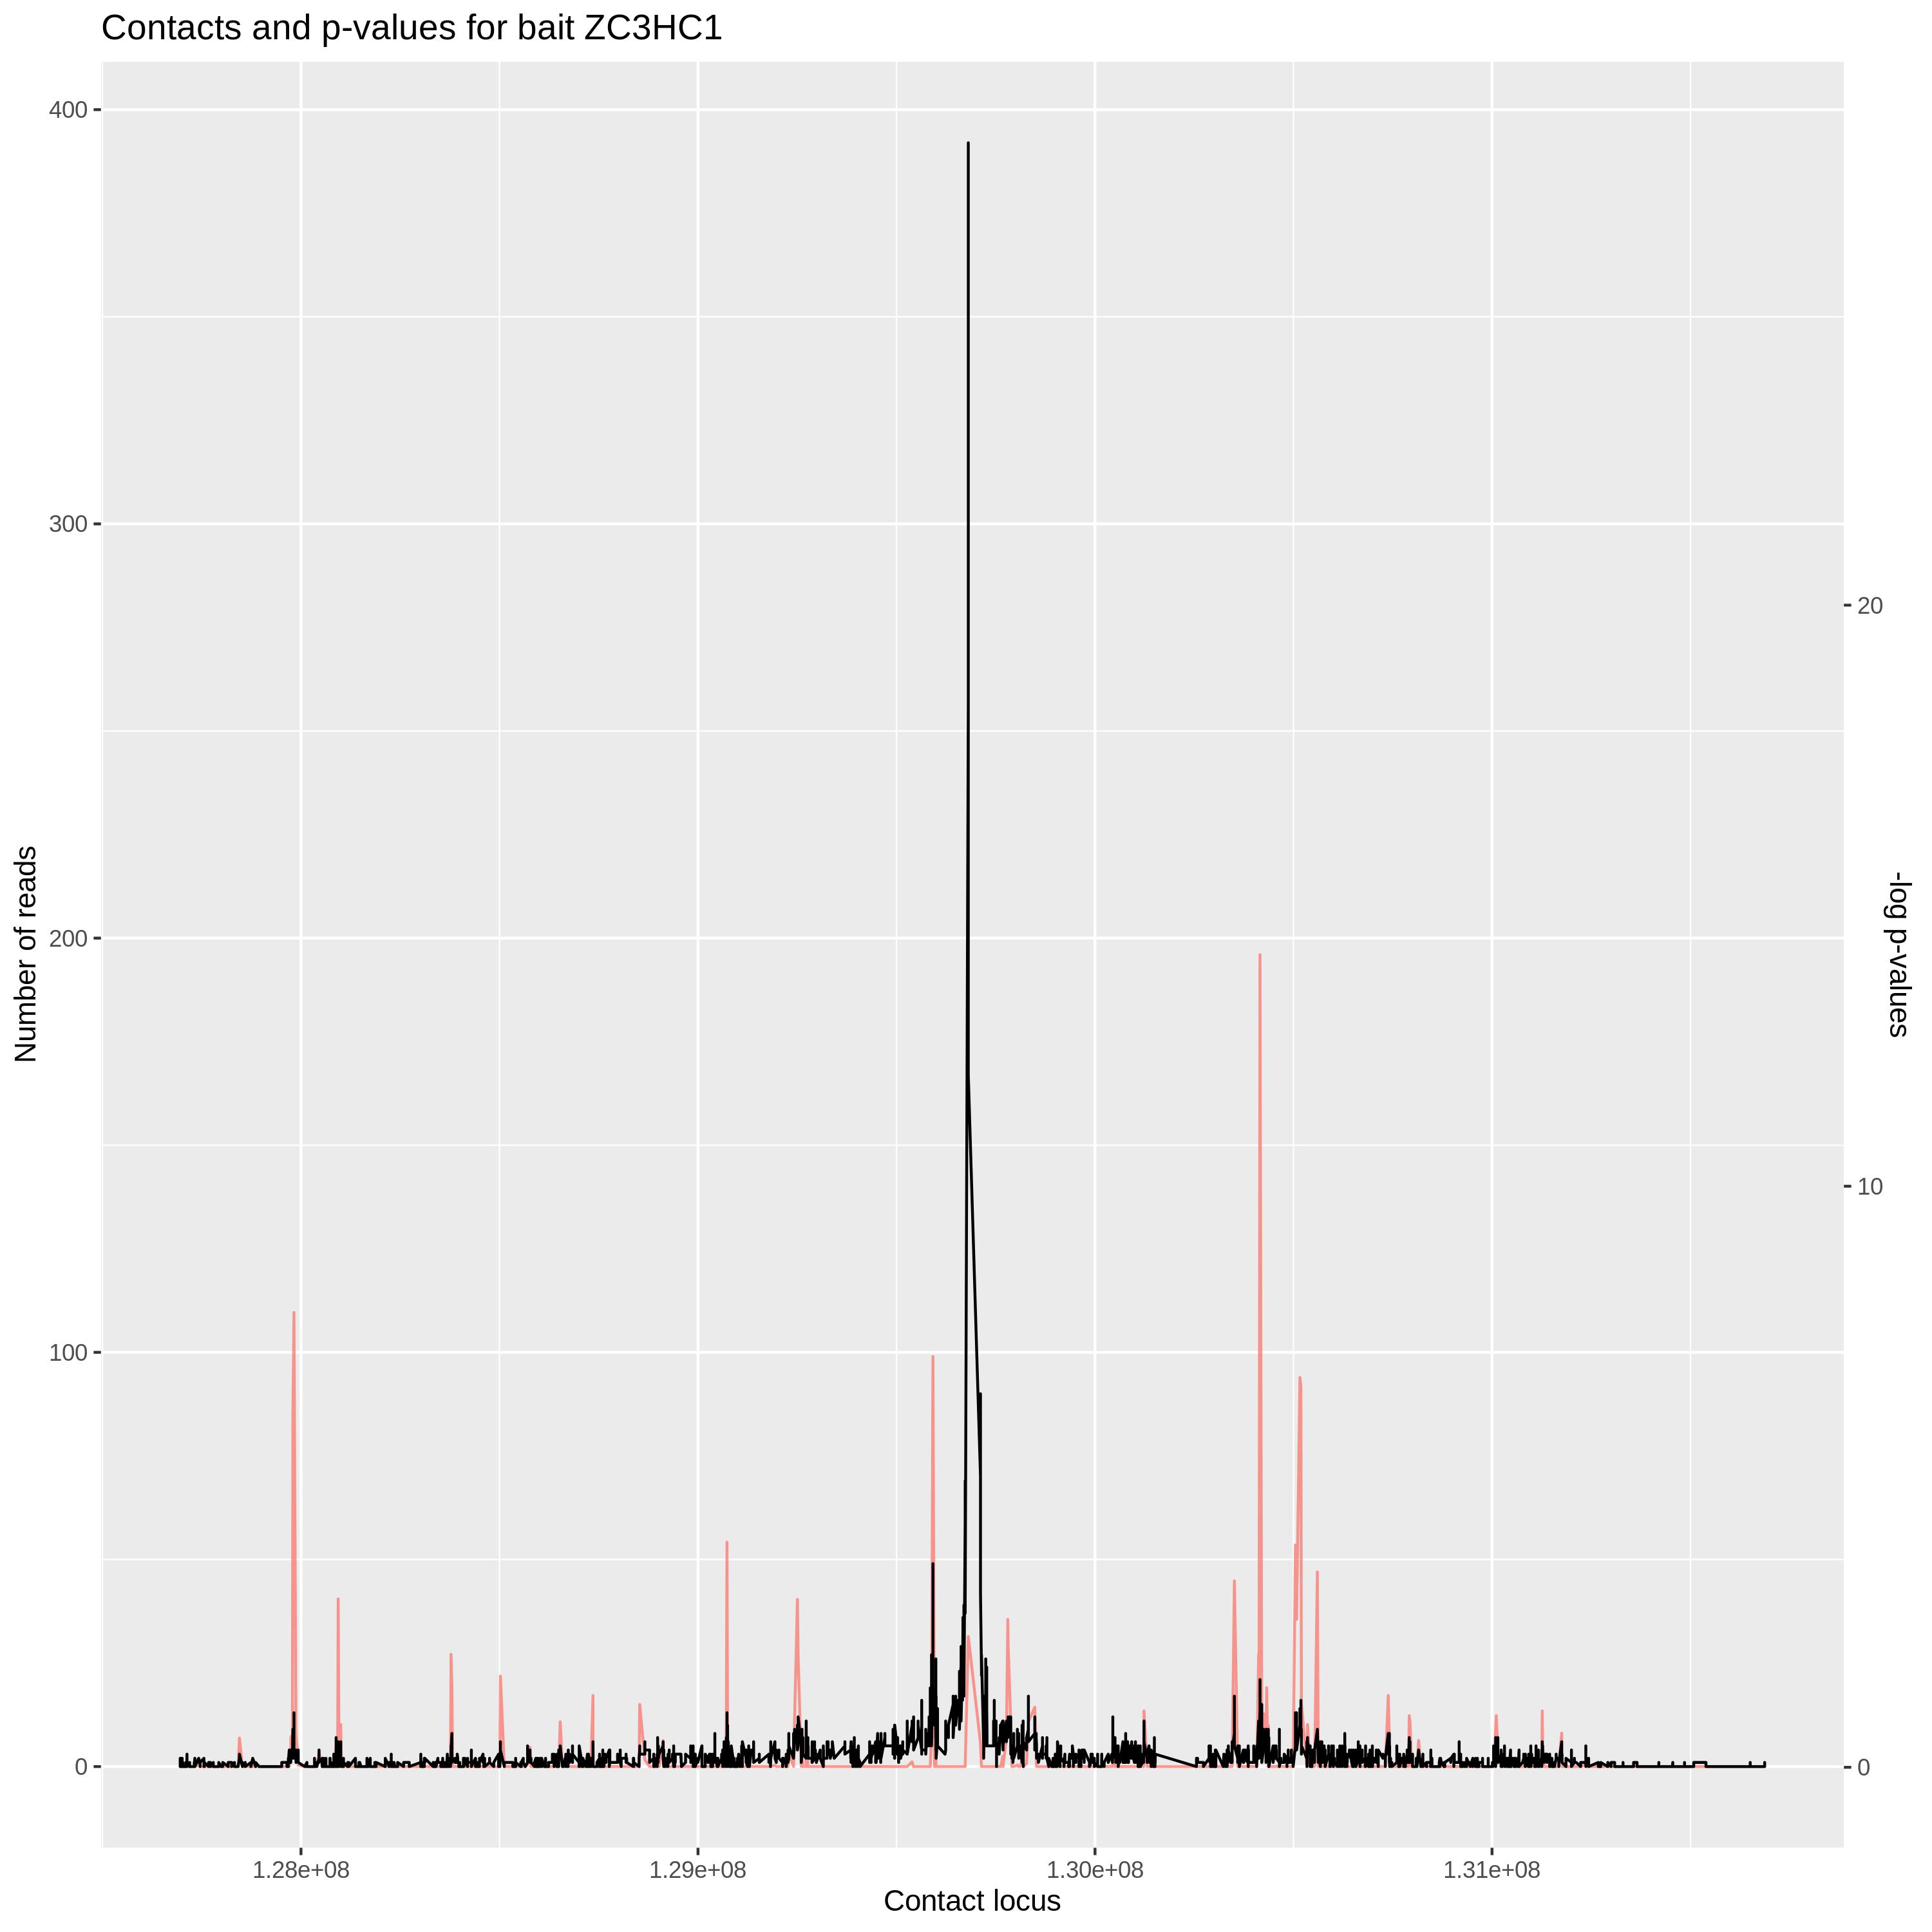 Contacts and p-values for bait ZC3HC1
400
300
200
100
0
Number of reads
20
10
0
-log p-values
1.28e+08
1.29e+08
1.30e+08
1.31e+08
Contact locus